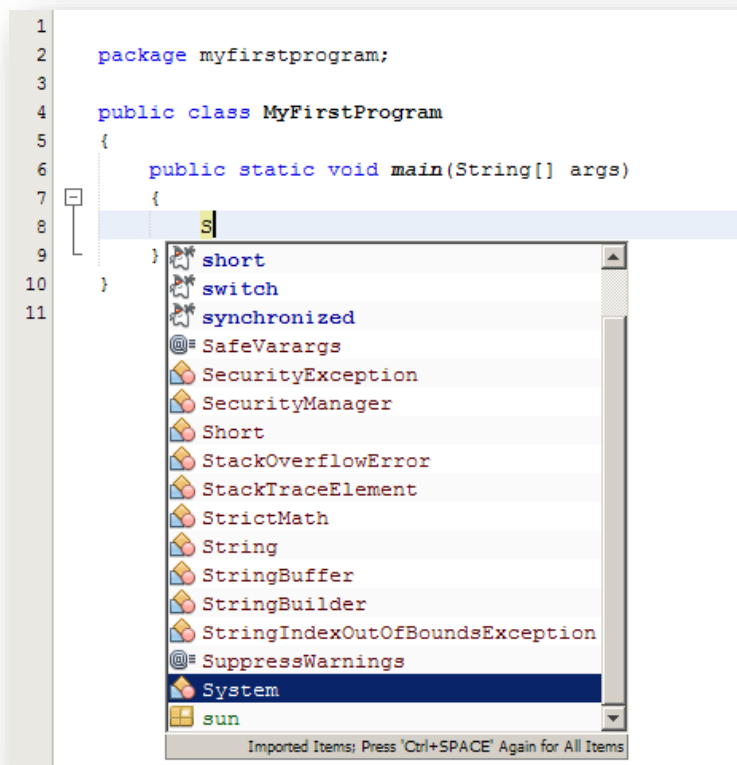 1
2 package myfirstprogram;
3
4 public class MyFirstProgram
5 {
6 public static void main(String[] args)
7 {
8 S
9 }
10 }
11
short
switch
synchronized
SafeVarargs
SecurityException
SecurityManager
Short
StackOverflowError
StackTraceElement
StrictMath
String
StringBuffer
StringBuilder
StringIndexOutOfBoundsException
SuppressWarnings
System
sun
Imported Items; Press 'Ctrl+SPACE' Again for All Items